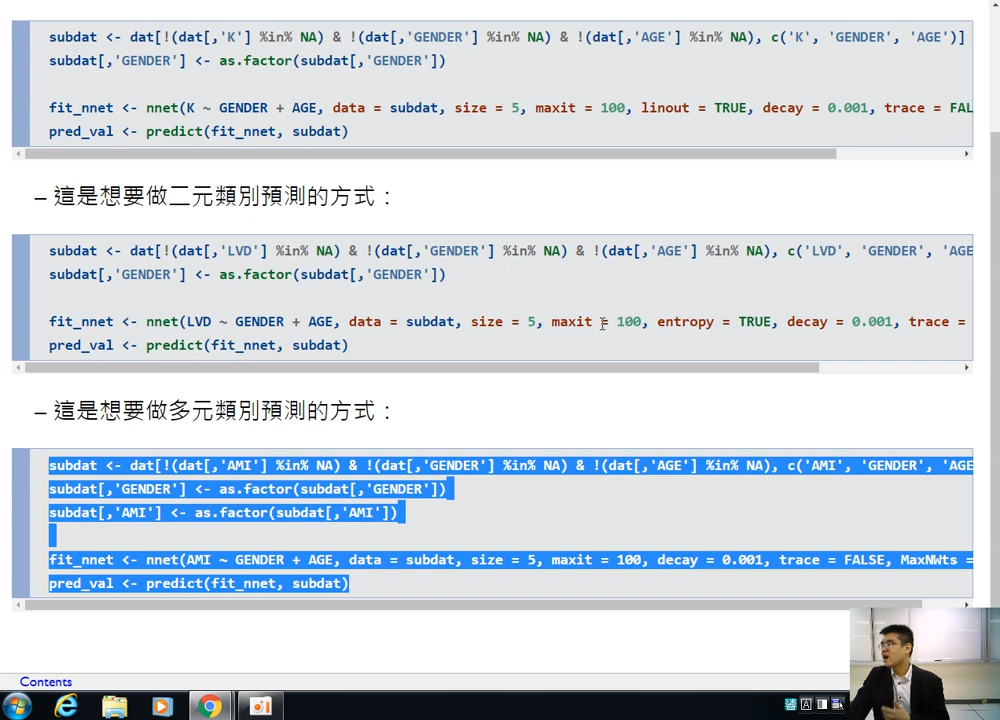 subdat <- dat[!(dat[,'K'] %in% NA) & !(dat[,'GENDER'] %in% NA) & !(dat[,'AGE'] %in% NA), c('K', 'GENDER', 'AGE')]
subdat[,'GENDER'] <- as.factor(subdat[,'GENDER'])
fit_nnet <- nnet(K ~ GENDER + AGE, data = subdat, size = 5, maxit = 100, linout = TRUE, decay = 0.001, trace = FAL
pred_val <- predict(fit_nnet, subdat)
– 這是想要做二元類別預測的方式：
subdat <- dat[!(dat[,'LVD'] %in% NA) & !(dat[,'GENDER'] %in% NA) & !(dat[,'AGE'] %in% NA), c('LVD', 'GENDER', 'AGE
subdat[,'GENDER'] <- as.factor(subdat[,'GENDER'])
fit_nnet <- nnet(LVD ~ GENDER + AGE, data = subdat, size = 5, maxit = 100, entropy = TRUE, decay = 0.001, trace =
pred_val <- predict(fit_nnet, subdat)
– 這是想要做多元類別預測的方式：
subdat <- dat[!(dat[,'AMI'] %in% NA) & !(dat[,'GENDER'] %in% NA) & !(dat[,'AGE'] %in% NA), c('AMI', 'GENDER', 'AGE
subdat[,'GENDER'] <- as.factor(subdat[,'GENDER'])
subdat[,'AMI'] <- as.factor(subdat[,'AMI'])
fit_nnet <- nnet(AMI ~ GENDER + AGE, data = subdat, size = 5, maxit = 100, decay = 0.001, trace = FALSE, MaxNWts =
pred_val <- predict(fit_nnet, subdat)
Contents